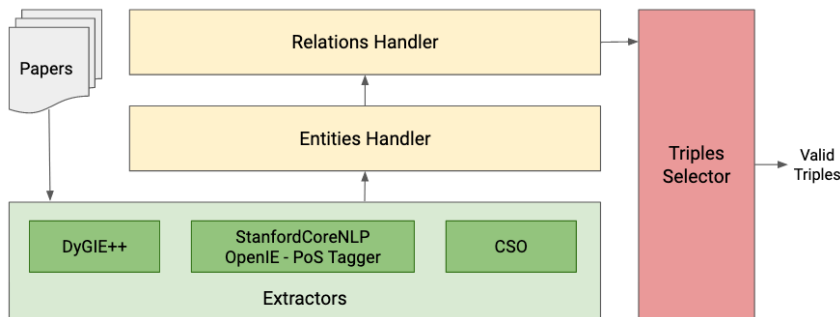 Papers
Relations Handler
Entities Handler
Triples
Selector
Valid
Triples
DyGIE++
StanfordCoreNLP
OpenIE - PoS Tagger
CSO
Extractors